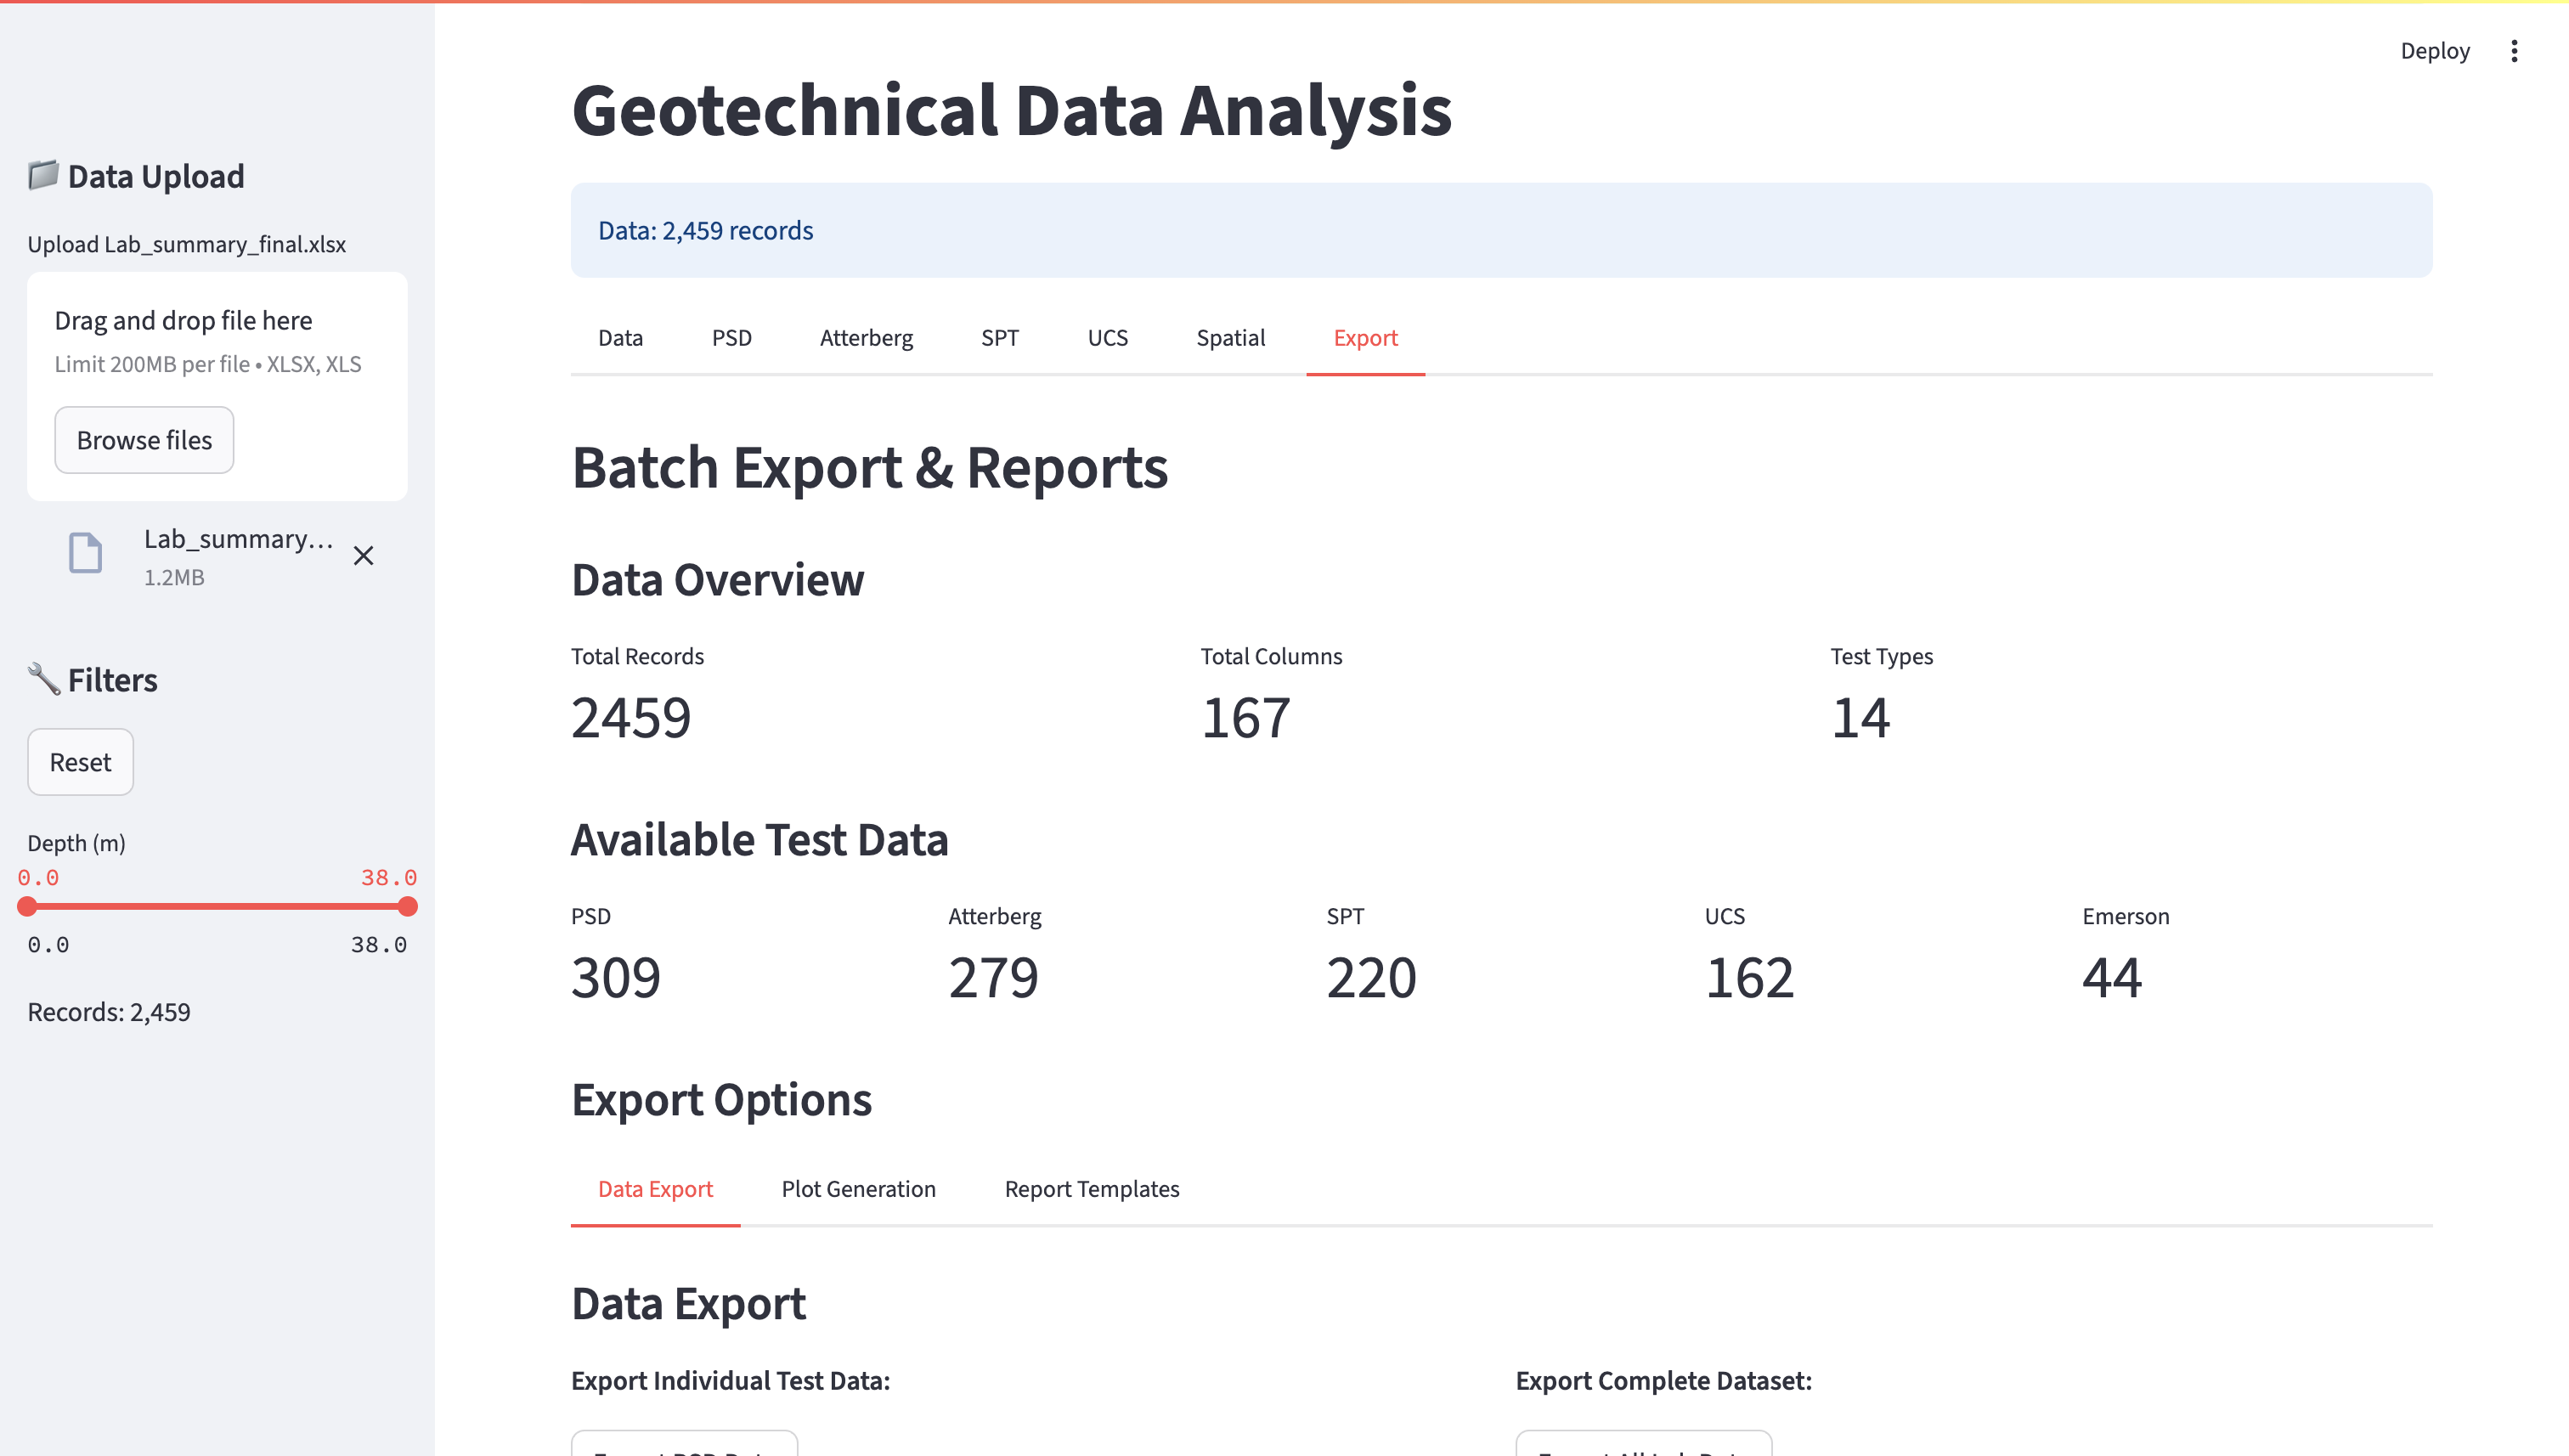 Deploy
Data Upload
Upload Lab_summary_final.xlsx
Drag and drop file here
Limit 200MB per file • XLSX, XLS
Browse files
Lab_summary...
1.2MB
Filters
Reset
Depth (m)
0.0 38.0
0.0 38.0
Records: 2,459
Geotechnical Data Analysis
Data: 2,459 records
Data PSD Atterberg SPT UCS Spatial Export
Batch Export & Reports
Data Overview
Total Records Total Columns Test Types
2459 167 14
Available Test Data
PSD Atterberg SPT UCS Emerson
309 279 220 162 44
Export Options
Data Export Plot Generation Report Templates
Data Export
Export Individual Test Data: Export Complete Dataset: